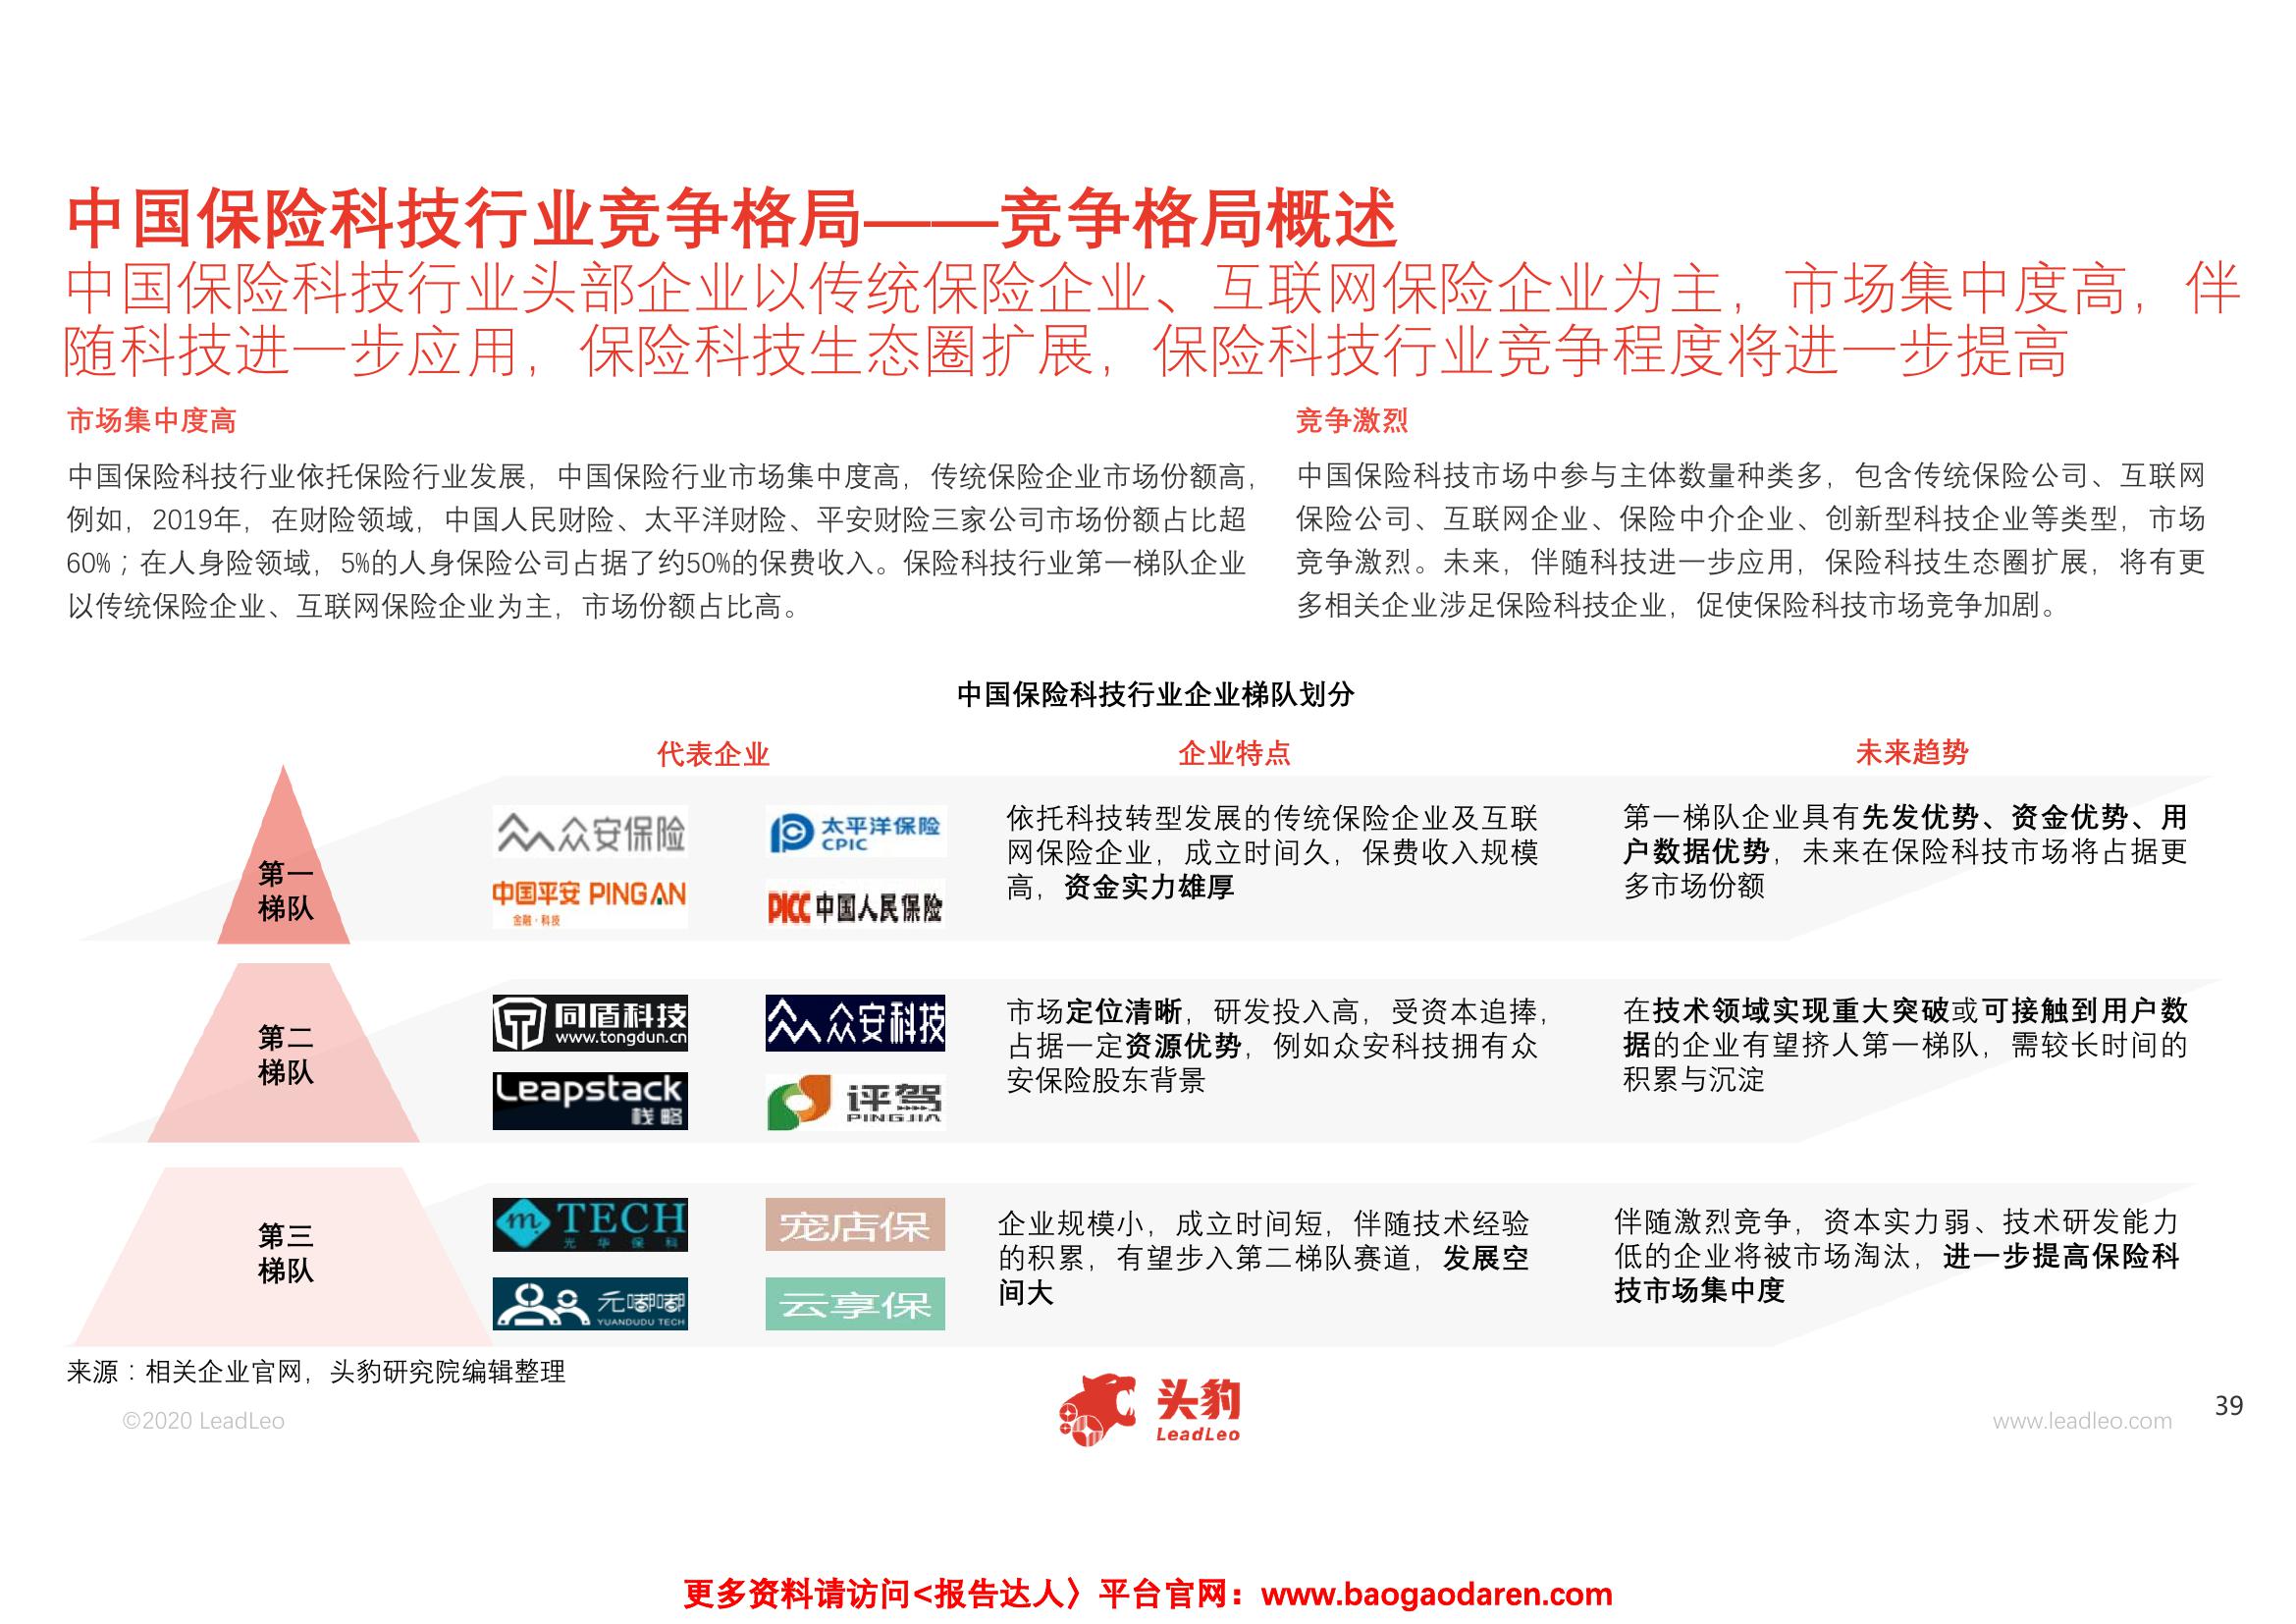 中国保险科技行业竞争格局——竞争格局概述
中国保险科技行业头部企业以传统保险企业、互联网保险企业为主，市场集中度高，伴
随科技进一步应用，保险科技生态圈扩展，保险科技行业竞争程度将进一步提高
市场集中度高
中国保险科技行业依托保险行业发展，中国保险行业市场集中度高，传统保险企业市场份额高，
例如，2019年，在财险领域，中国人民财险、太平洋财险、平安财险三家公司市场份额占比超
60%；在人身险领域，5%的人身保险公司占据了约50%的保费收入。保险科技行业第一梯队企业
以传统保险企业、互联网保险企业为主，市场份额占比高。
竞争激烈
中国保险科技市场中参与主体数量种类多，包含传统保险公司、互联网
保险公司、互联网企业、保险中介企业、创新型科技企业等类型，市场
竞争激烈。未来，伴随科技进一步应用，保险科技生态圈扩展，将有更
多相关企业涉足保险科技企业，促使保险科技市场竞争加剧。
中国保险科技行业企业梯队划分
代表企业
企业特点
未来趋势
第一
梯队
众安保险
太平洋保险
CPIC
中国平安 PING AN
金融·科技
PICC 中国人民保险
依托科技转型发展的传统保险企业及互联
网保险企业，成立时间久，保费收入规模
高，资金实力雄厚
第一梯队企业具有先发优势、资金优势、用
户数据优势，未来在保险科技市场将占据更
多市场份额
第二
梯队
同盾科技
www.tongdun.cn
众安科技
Leapstack
栈略
评驾
PINGJIA
市场定位清晰，研发投入高，受资本追捧，
占据一定资源优势，例如众安科技拥有众
安保险股东背景
在技术领域实现重大突破或可接触到用户数
据的企业有望挤人第一梯队，需较长时间的
积累与沉淀
第三
梯队
m TECH
光华保科
宠店保
元嘟嘟
YUANDUDU TECH
云享保
企业规模小，成立时间短，伴随技术经验
的积累，有望步入第二梯队赛道，发展空
间大
伴随激烈竞争，资本实力弱、技术研发能力
低的企业将被市场淘汰，进一步提高保险科
技市场集中度
来源：相关企业官网，头豹研究院编辑整理
©2020 LeadLeo
头豹
LeadLeo
www.leadleo.com
39
更多资料请访问<报告达人〉平台官网：www.baogaodaren.com